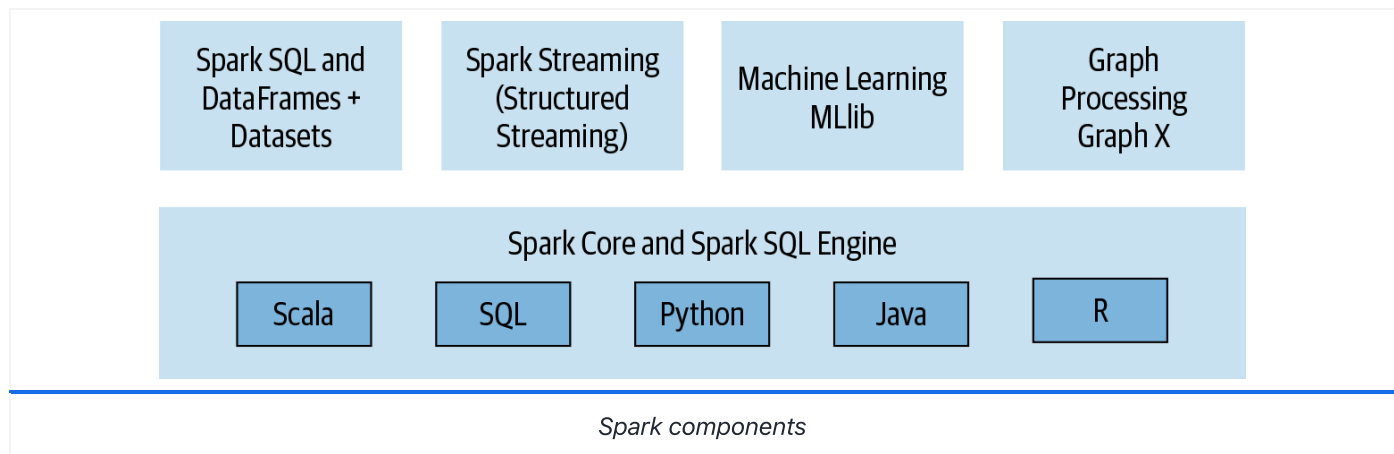 Spark SQL and
DataFrames +
Datasets
Spark Streaming
(Structured
Streaming)
Machine Learning
MLlib
Graph
Processing
Graph X
Spark Core and Spark SQL Engine
Scala
SQL
Python
Java
R
Spark components